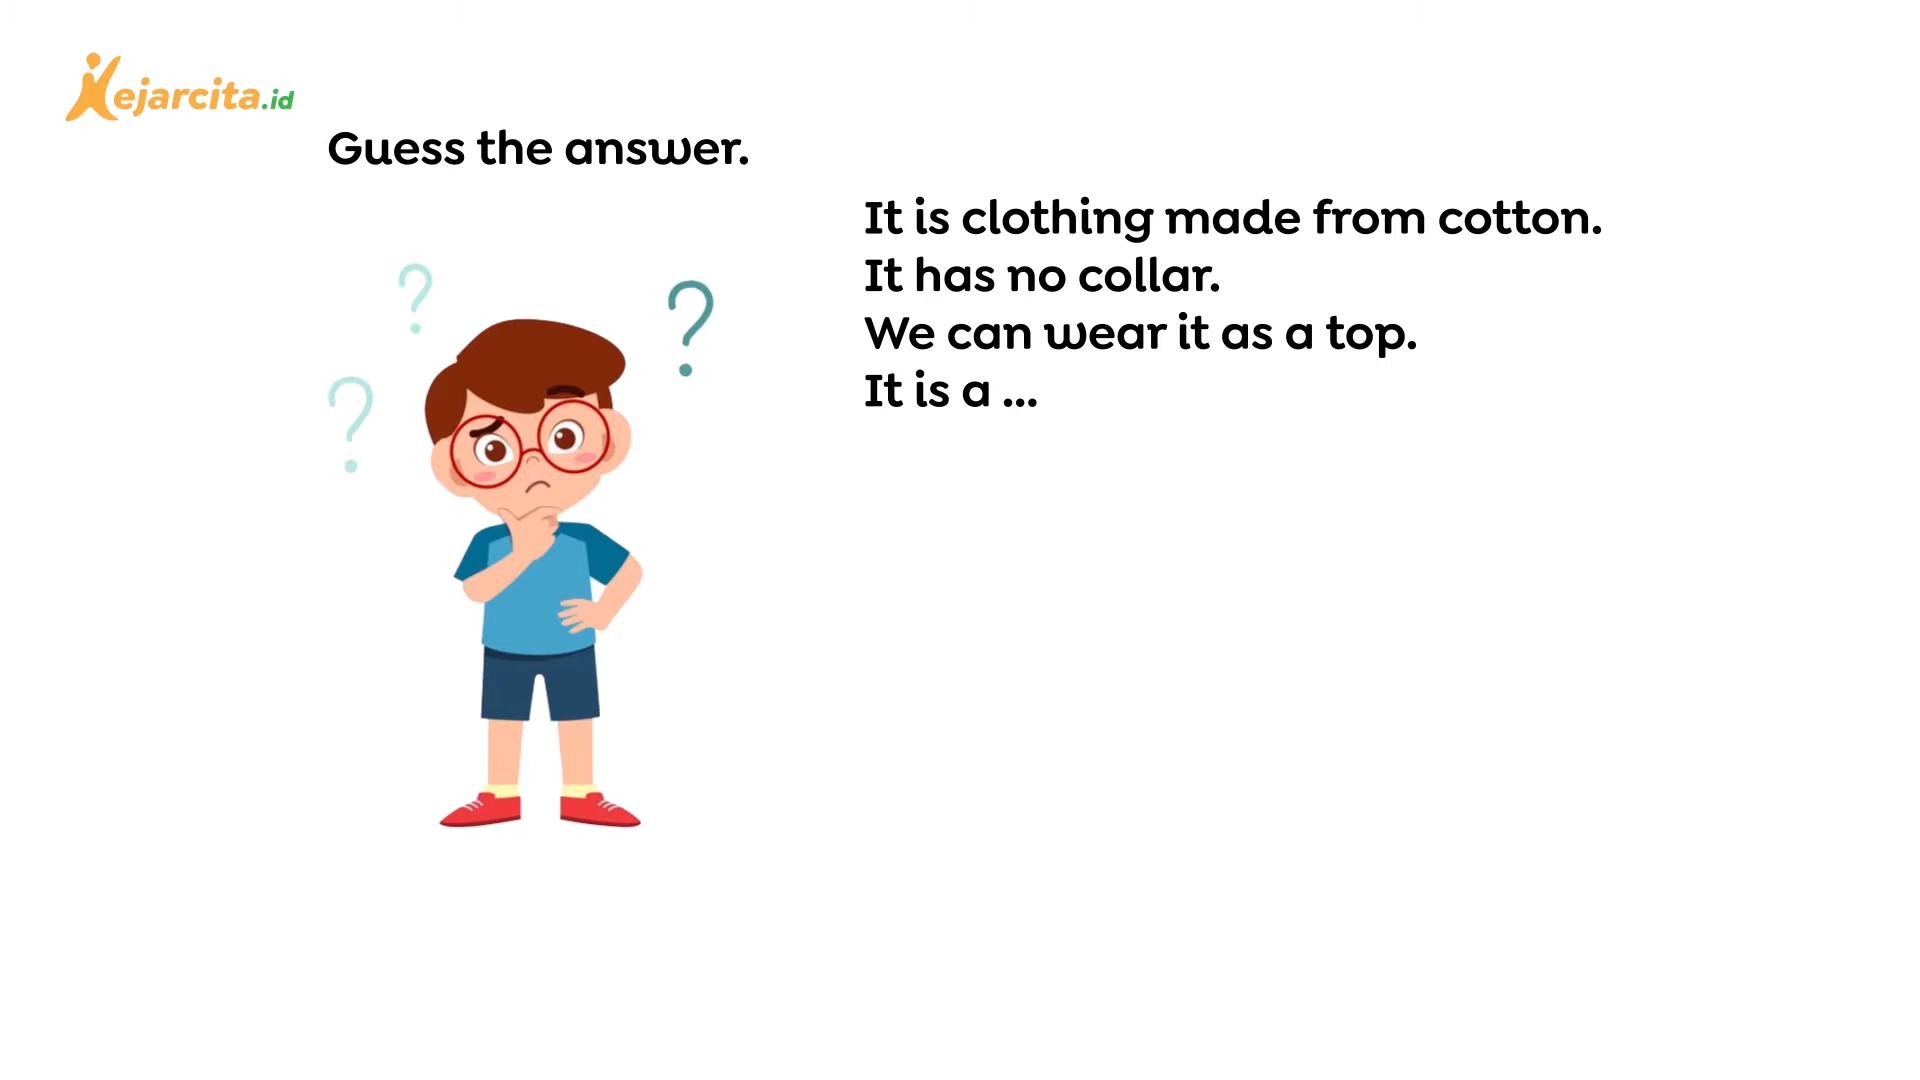 Kejarcita.id
Guess the answer.
It is clothing made from cotton.
It has no collar.
We can wear it as a top.
It is a ...
? ? ?